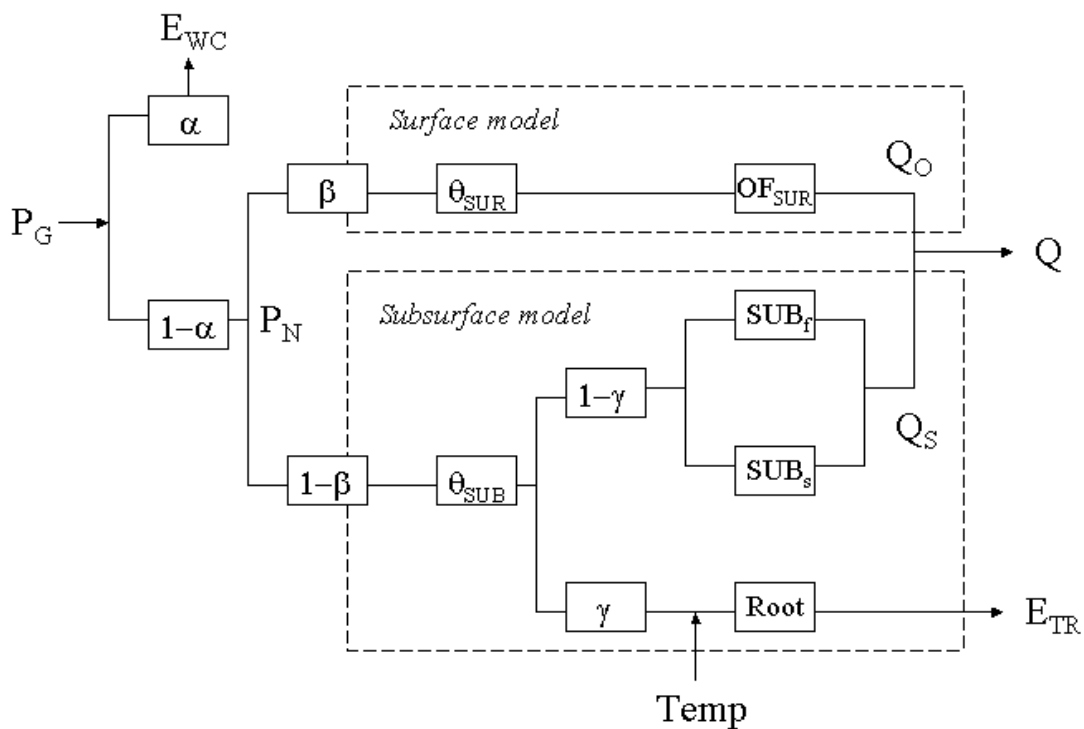 E_WC
α
Surface model
Q_O
β
θ_SUR
OF_SUR
P_G
Q
1−α
P_N
Subsurface model
SUB_f
1−γ
Q_S
1−β
θ_SUB
SUB_s
γ
Root
E_TR
Temp